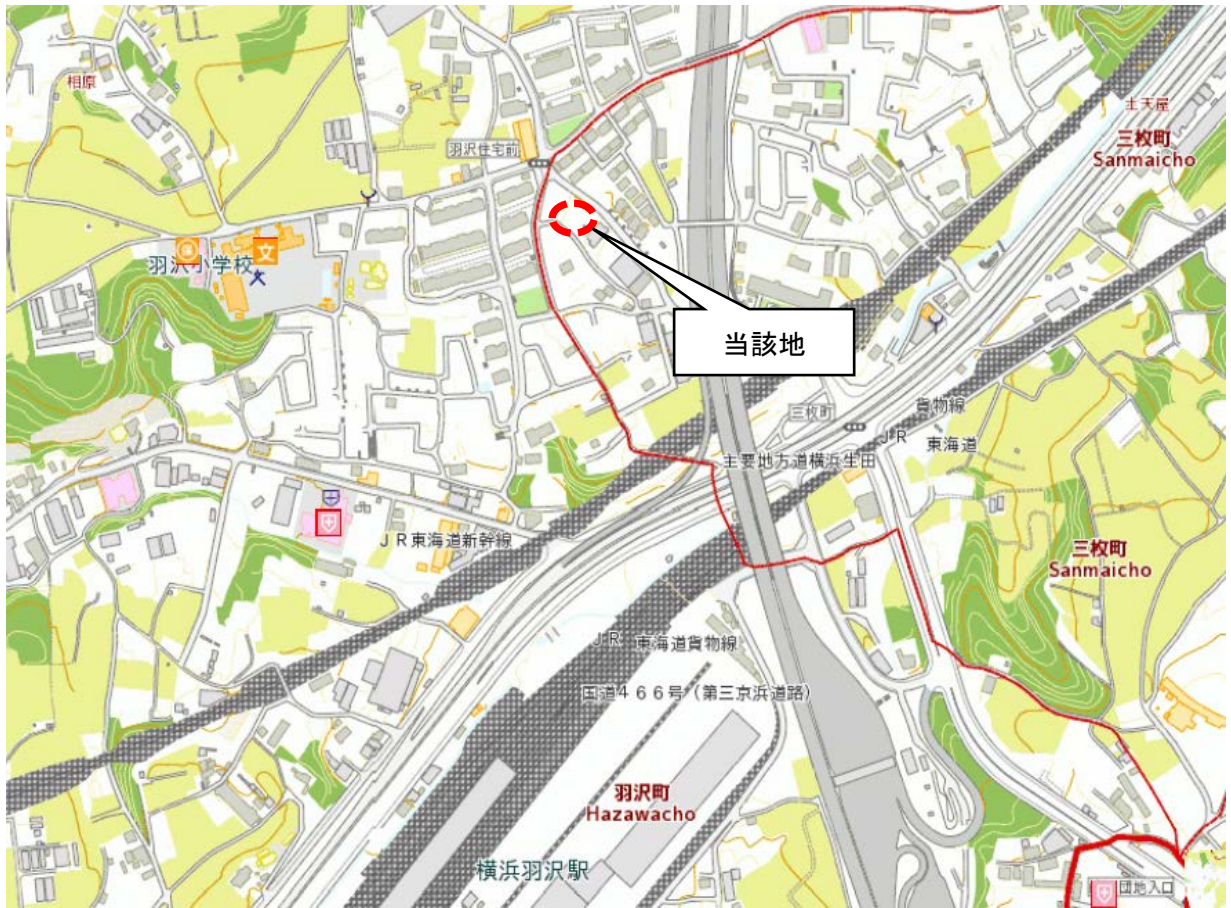 相原
土天屋
三枚町
Sanmaicho
羽沢住宅前
文
羽沢小学校
当該地
三枚町
貨物線
JR 東海道
主要地方道横浜生田
JR東海道新幹線
三枚町
Sanmaicho
JR 東海道貨物線
国道466号(第三京浜道路)
羽沢町
Hazawacho
横浜羽沢駅
団地入口